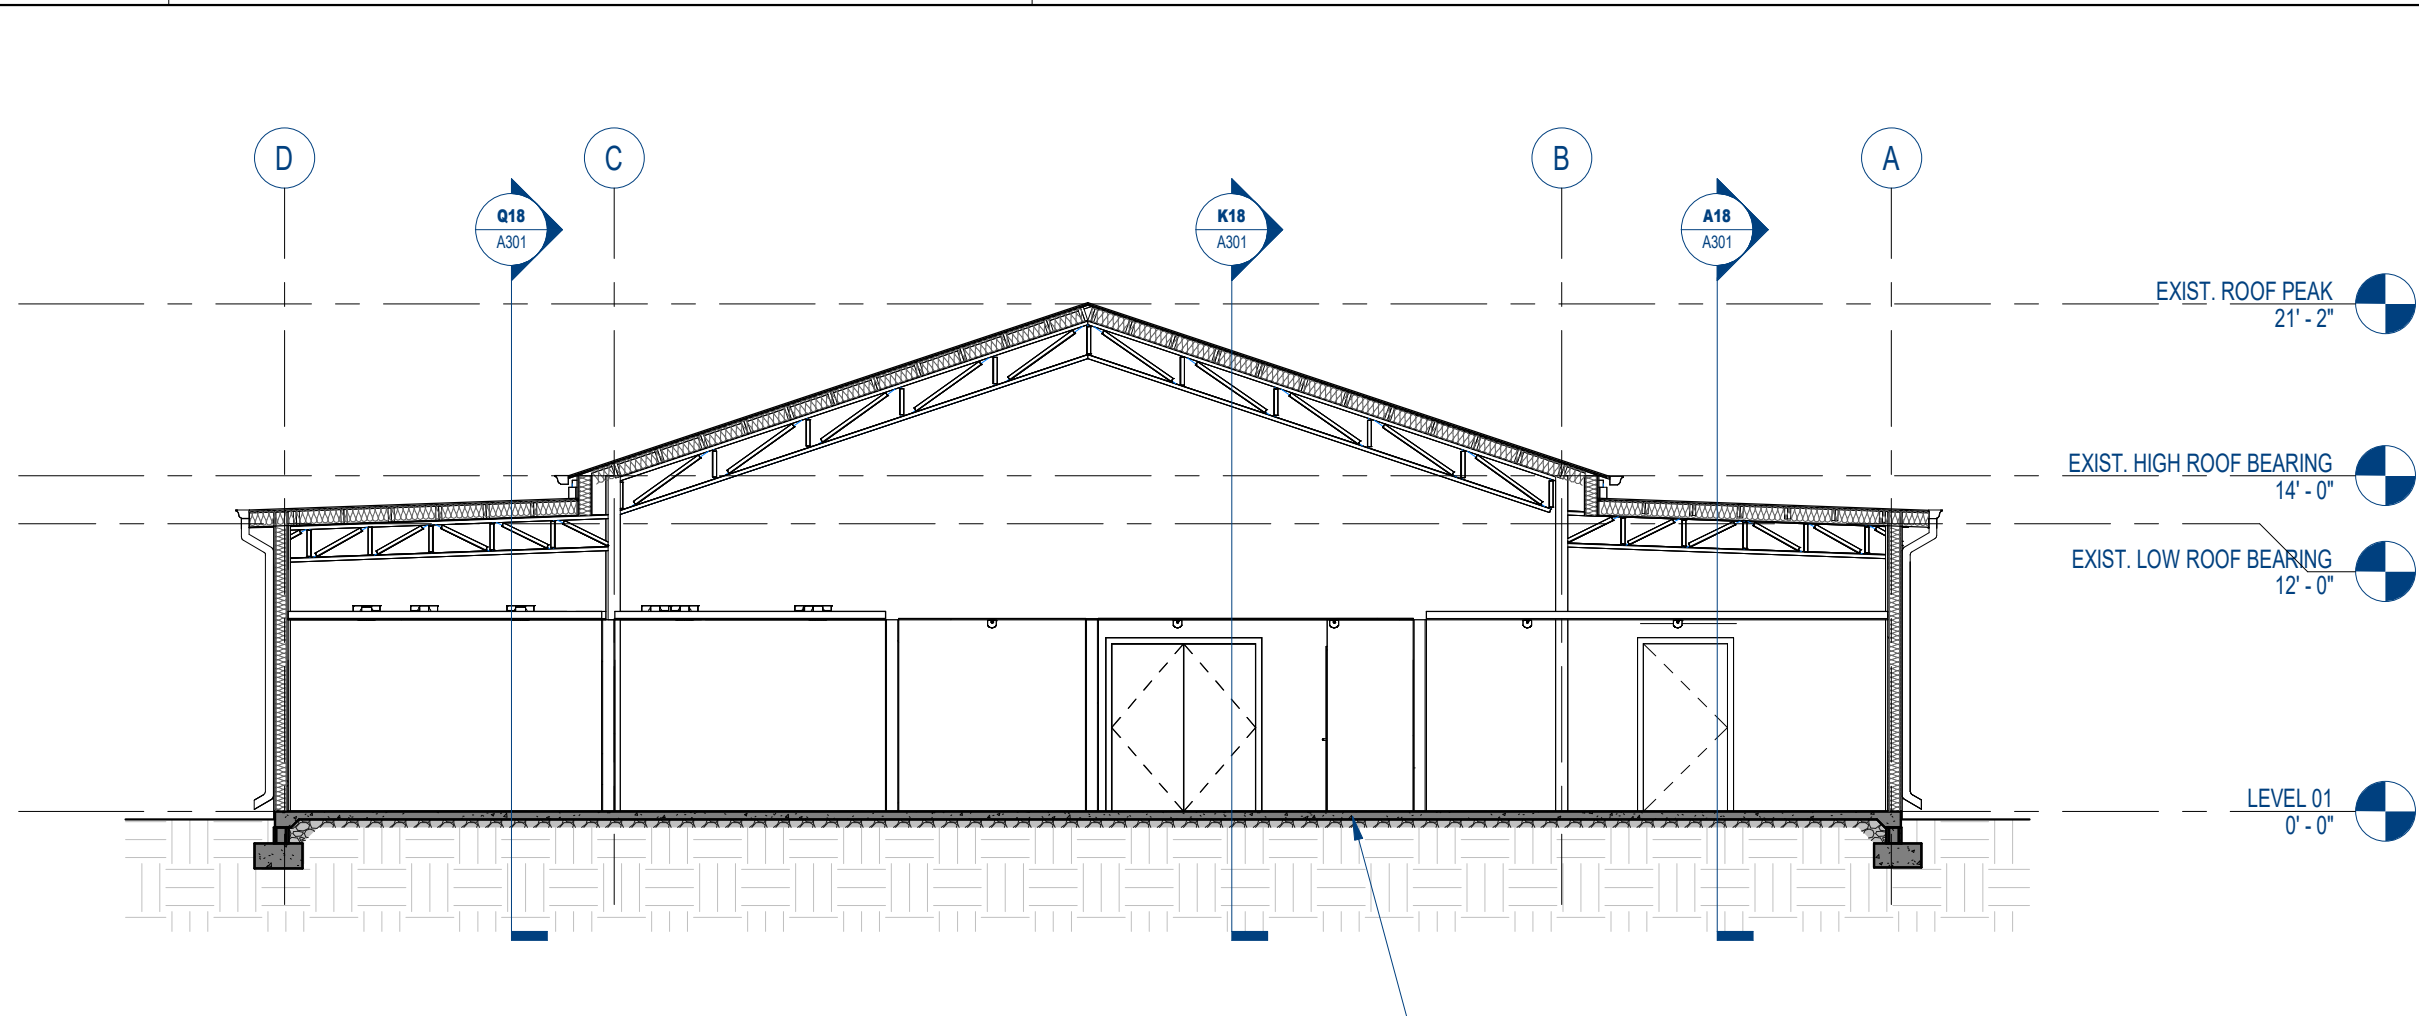 D
C
B
A
Q18
A301
K18
A301
A18
A301
EXIST. ROOF PEAK
21' - 2"
EXIST. HIGH ROOF BEARING
14' - 0"
EXIST. LOW ROOF BEARING
12' - 0"
LEVEL 01
0' - 0"